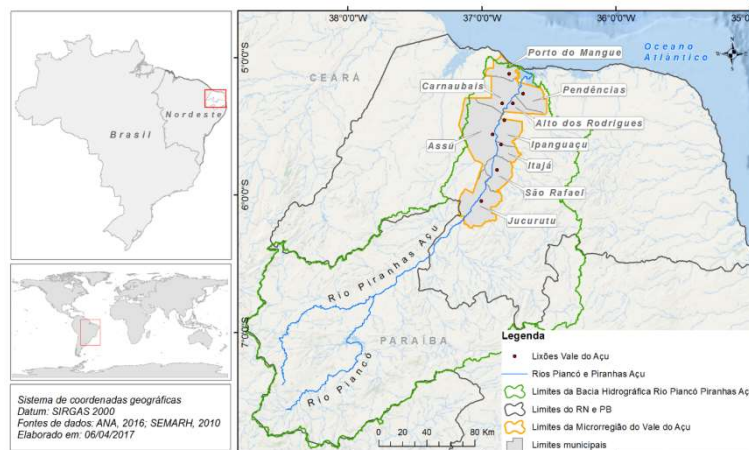 38°0'0"W
37°0'0"W
36°0'0"W
35°0'0"W
5°0'0"S
6°0'0"S
7°0'0"S
Brasil
Nordeste
CEARÁ
Porto do Mangue
Oceano
Atlântico
Carnaubais
Pendências
Alto dos Rodrigues
Assú
Ipanguaçu
Itajá
São Rafael
Jucurutu
Rio Piranhas Açu
PARAÍBA
Rio Piancó
Legenda
Lixões Vale do Açu
Rios Piancó e Piranhas Açu
Limites da Bacia Hidrográfica Rio Piancó Piranhas Aç
Limites do RN e PB
Limites da Microrregião do Vale do Açu
Limites municipais
0 10 20 40 60 80 Km
Sistema de coordenadas geográficas
Datum: SIRGAS 2000
Fontes de dados: ANA, 2016; SEMARH, 2010
Elaborado em: 06/04/2017